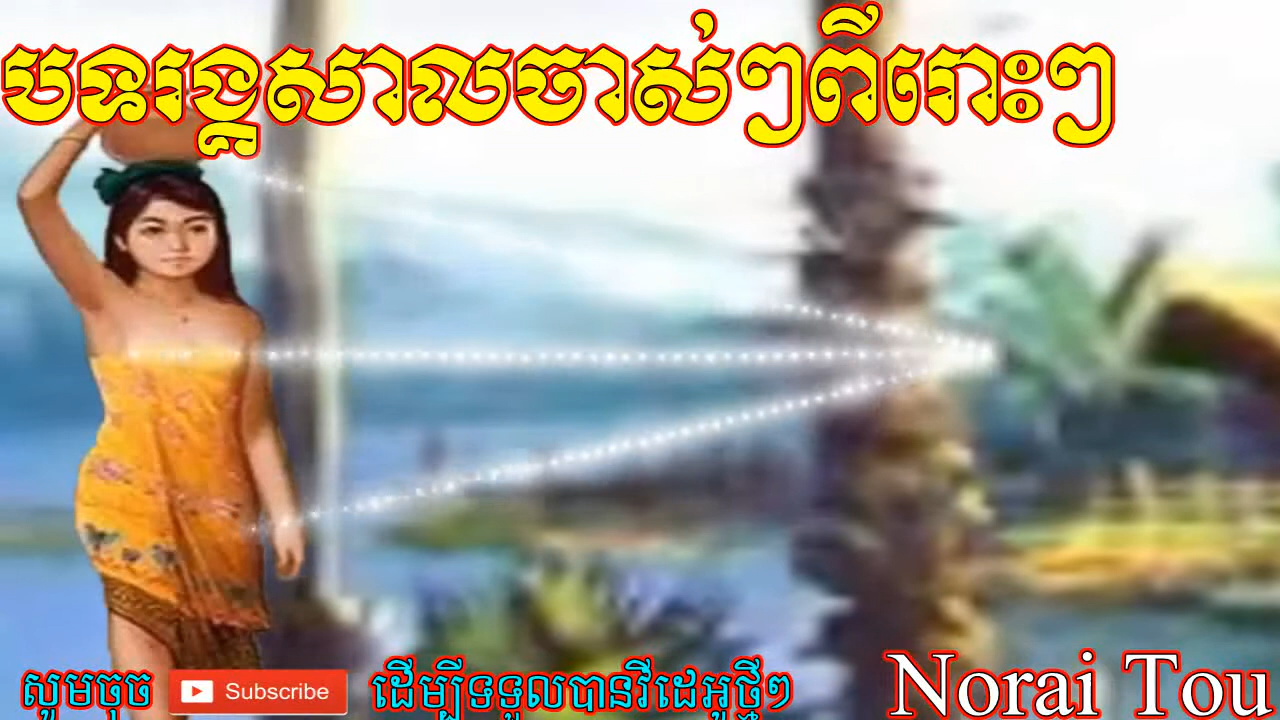 បទរង្គសាលចាស់ៗពីរោះៗ
សូមចុច Subscribe ដើម្បីទទួលបានវីដេអូថ្មីៗ
Norai Tou